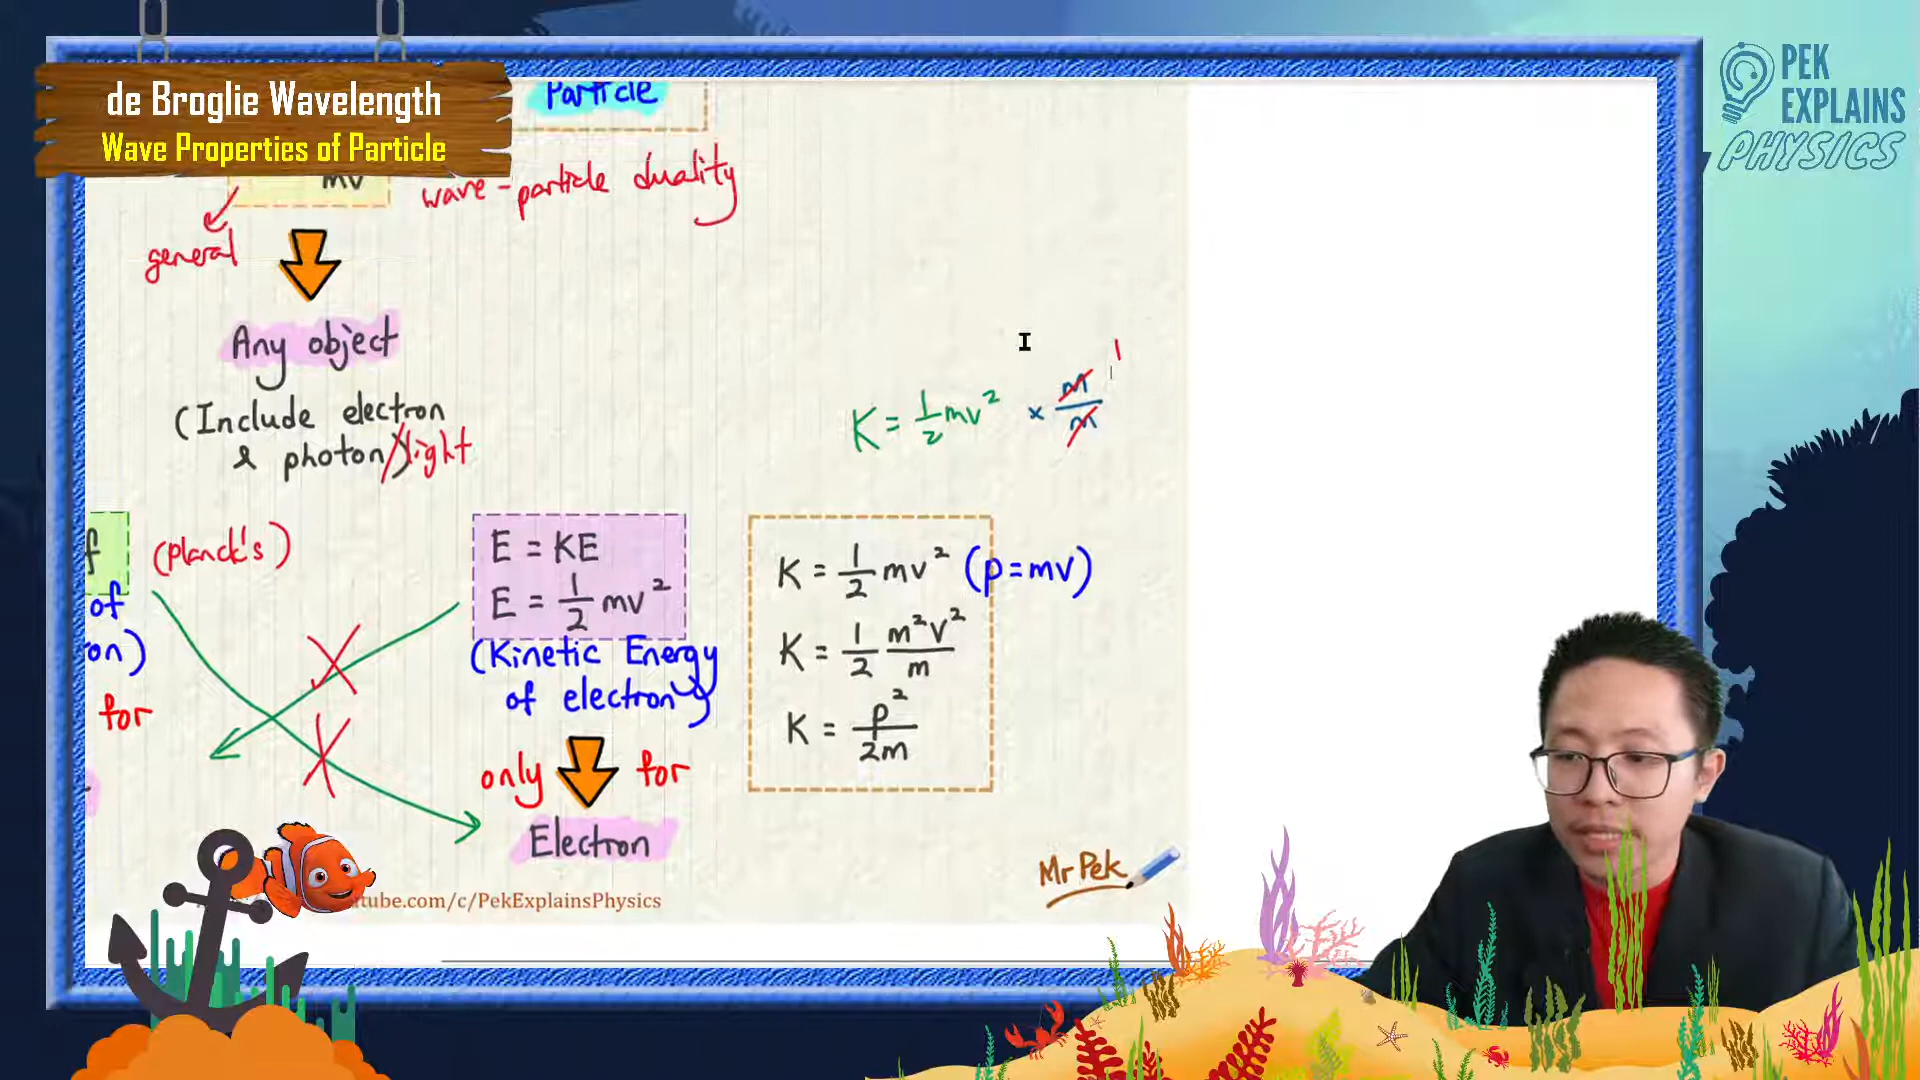 de Broglie Wavelength
Wave Properties of Particle
PEK
EXPLAINS
PHYSICS
Particle
mv
wave-particle duality
general
Any object
(Include electron
& photon)/light
K = 1/2 mv² × m/m 1
f (Planck's)
of
on)
for
E = KE
E = 1/2 mv²
(Kinetic Energy
of electron)
only for
Electron
K = 1/2 mv² (p=mv)
K = 1/2 m²v²/m
K = p²/2m
Mr Pek
tube.com/c/PekExplainsPhysics